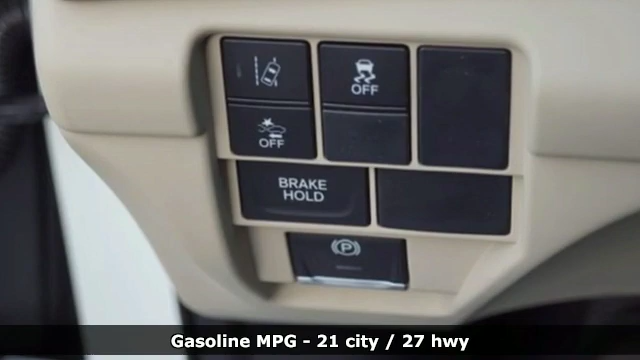 OFF
OFF
BRAKE
HOLD
P
Gasoline MPG - 21 city / 27 hwy